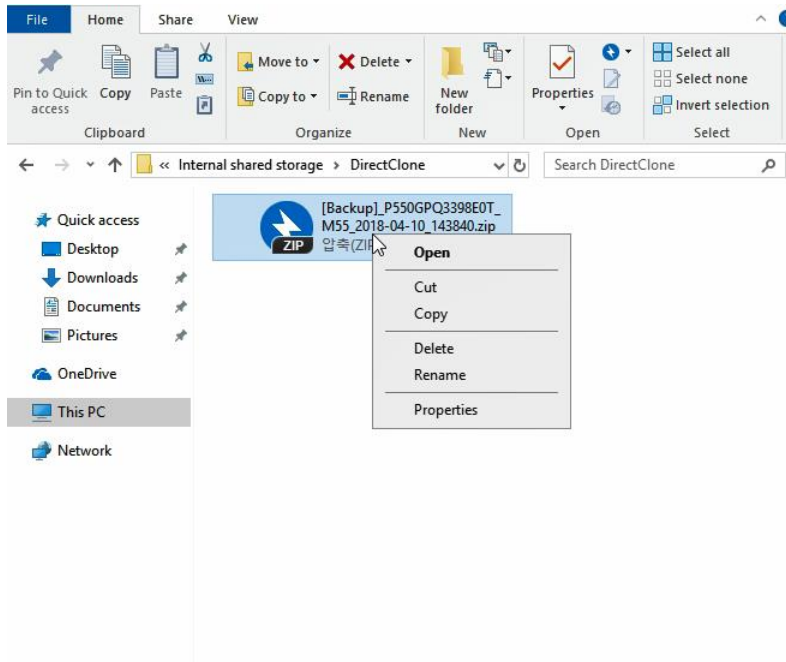 File Home Share View
Pin to Quick access
Copy
Paste
W...
Move to
Copy to
Delete
Rename
New folder
Properties
Select all
Select none
Invert selection
Clipboard Organize New Open Select
« Internal shared storage › DirectClone
Search DirectClone
Quick access
Desktop
Downloads
Documents
Pictures
OneDrive
This PC
Network
[Backup]_P550GPQ3398E0T_
M55_2018-04-10_143840.zip
ZIP 압축(ZIP
Open
Cut
Copy
Delete
Rename
Properties